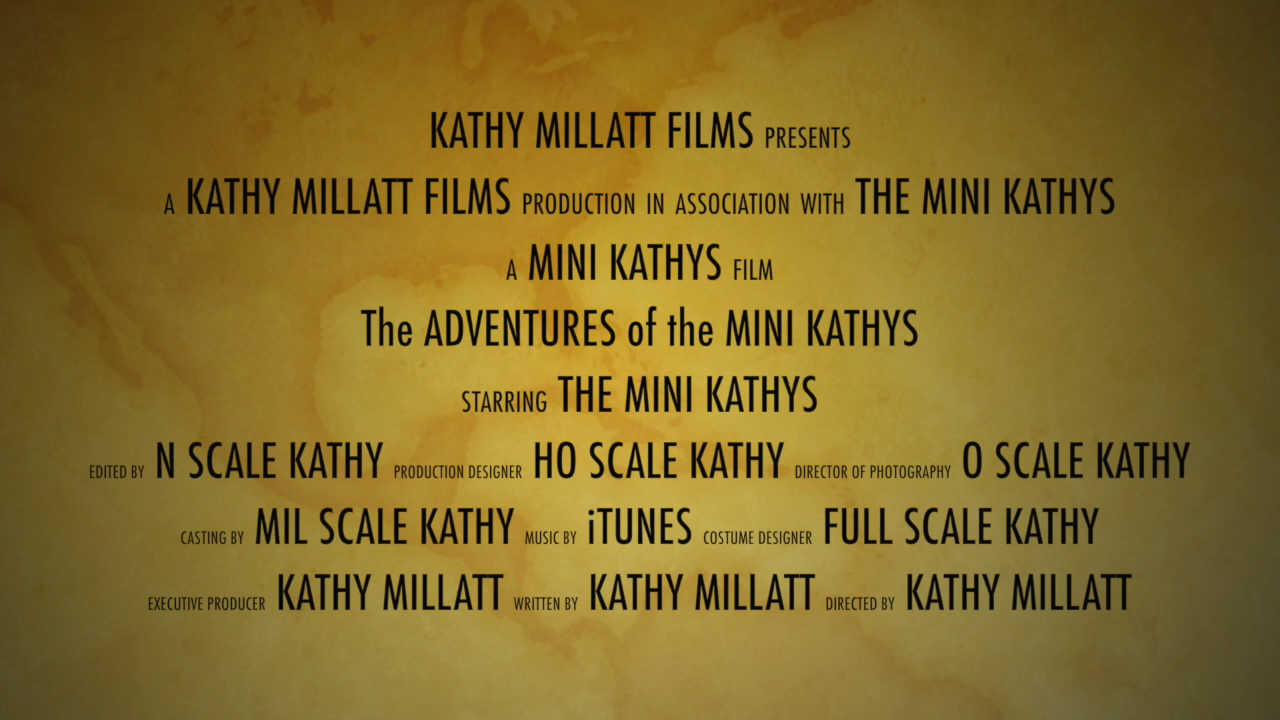 KATHY MILLATT FILMS PRESENTS
A KATHY MILLATT FILMS PRODUCTION IN ASSOCIATION WITH THE MINI KATHYS
A MINI KATHYS FILM
The ADVENTURES of the MINI KATHYS
STARRING THE MINI KATHYS
EDITED BY N SCALE KATHY PRODUCTION DESIGNER HO SCALE KATHY DIRECTOR OF PHOTOGRAPHY O SCALE KATHY
CASTING BY MIL SCALE KATHY MUSIC BY iTUNES COSTUME DESIGNER FULL SCALE KATHY
EXECUTIVE PRODUCER KATHY MILLATT WRITTEN BY KATHY MILLATT DIRECTED BY KATHY MILLATT